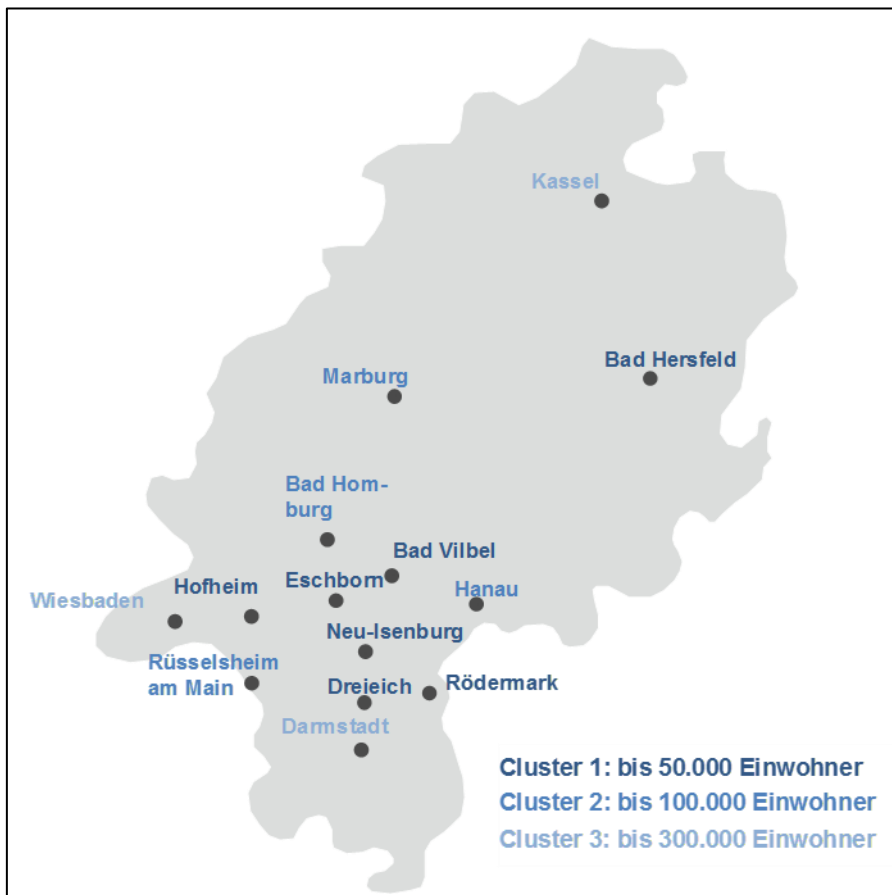 Kassel
Bad Hersfeld
Marburg
Bad Hom-
burg
Bad Vilbel
Eschborn
Hofheim
Hanau
Wiesbaden
Neu-Isenburg
Rüsselsheim
am Main
Dreieich
Rödermark
Darmstadt
Cluster 1: bis 50.000 Einwohner
Cluster 2: bis 100.000 Einwohner
Cluster 3: bis 300.000 Einwohner